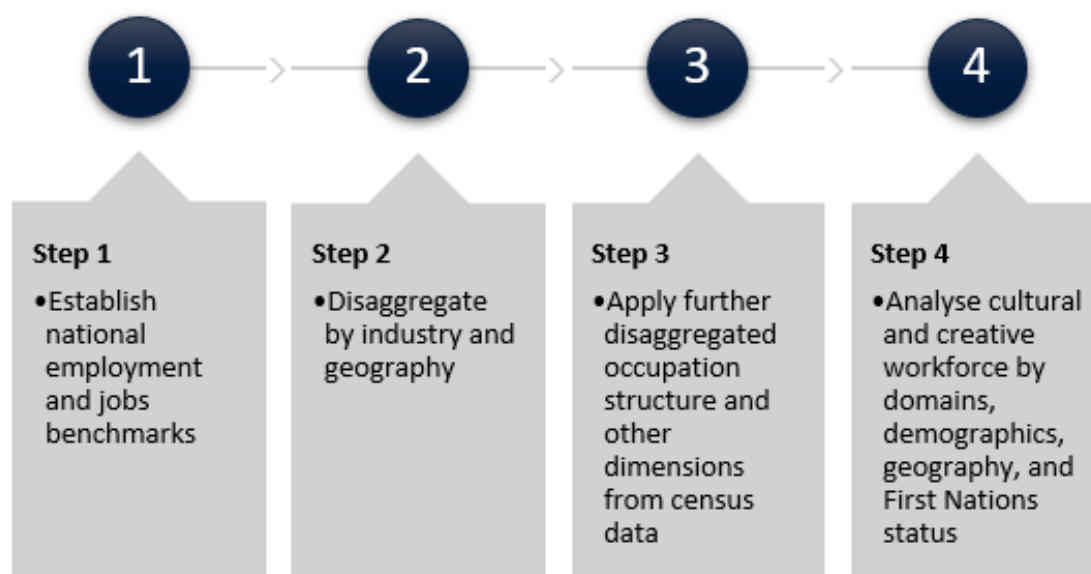 1
2
3
4
Step 1
•Establish
national
employment
and jobs
benchmarks
Step 2
•Disaggregate
by industry and
geography
Step 3
•Apply further
disaggregated
occupation
structure and
other
dimensions
from census
data
Step 4
•Analyse cultural
and creative
workforce by
domains,
demographics,
geography, and
First Nations
status